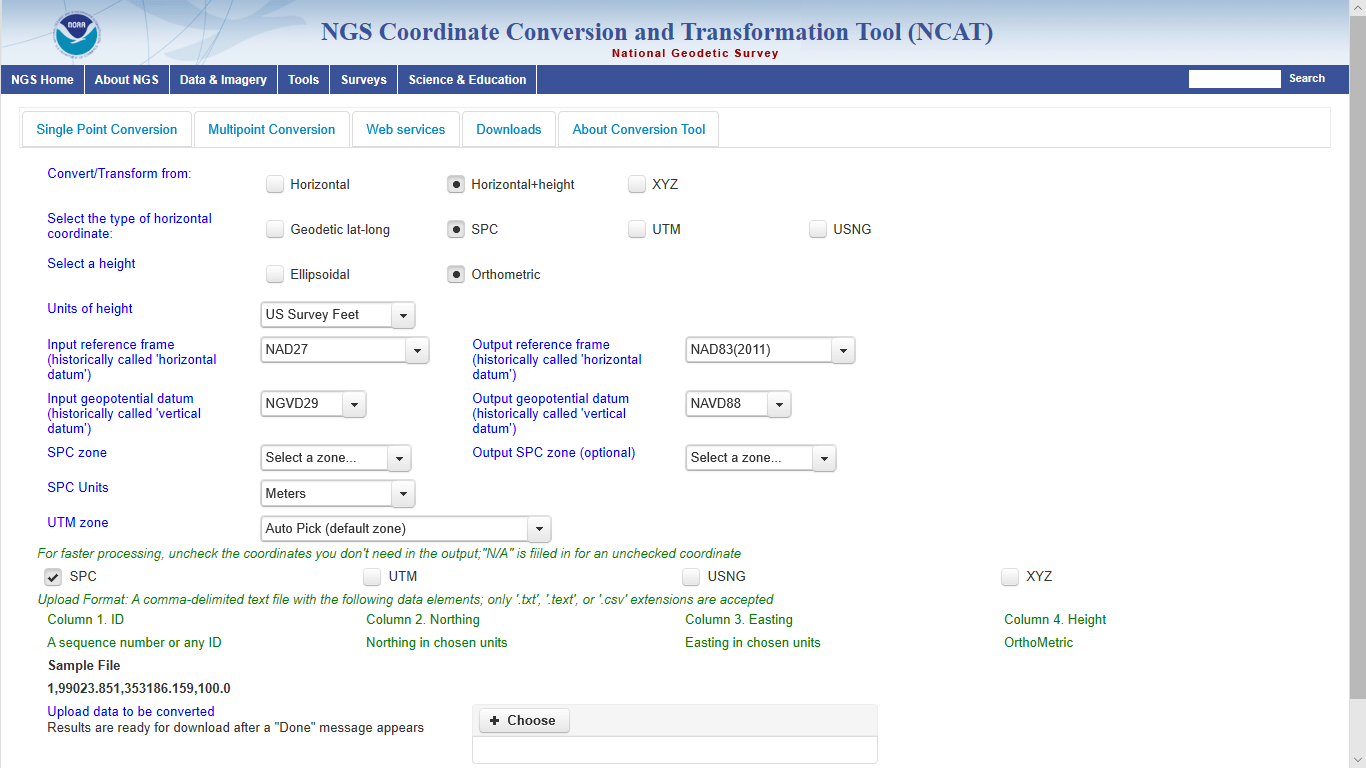 NOAA
NGS Coordinate Conversion and Transformation Tool (NCAT)
National Geodetic Survey
NGS Home About NGS Data & Imagery Tools Surveys Science & Education Search
Single Point Conversion Multipoint Conversion Web services Downloads About Conversion Tool
Convert/Transform from:
Horizontal Horizontal+height XYZ
Select the type of horizontal
coordinate:
Geodetic lat-long SPC UTM USNG
Select a height
Ellipsoidal Orthometric
Units of height
US Survey Feet
Input reference frame
(historically called 'horizontal
datum')
NAD27
Output reference frame
(historically called 'horizontal
datum')
NAD83(2011)
Input geopotential datum
(historically called 'vertical
datum')
NGVD29
Output geopotential datum
(historically called 'vertical
datum')
NAVD88
SPC zone
Select a zone...
Output SPC zone (optional)
Select a zone...
SPC Units
Meters
UTM zone
Auto Pick (default zone)
For faster processing, uncheck the coordinates you don't need in the output;"N/A" is fiiled in for an unchecked coordinate
SPC UTM USNG XYZ
Upload Format: A comma-delimited text file with the following data elements; only '.txt', '.text', or '.csv' extensions are accepted
Column 1. ID Column 2. Northing Column 3. Easting Column 4. Height
A sequence number or any ID Northing in chosen units Easting in chosen units OrthoMetric
Sample File
1,99023.851,353186.159,100.0
Upload data to be converted
Results are ready for download after a "Done" message appears
+ Choose